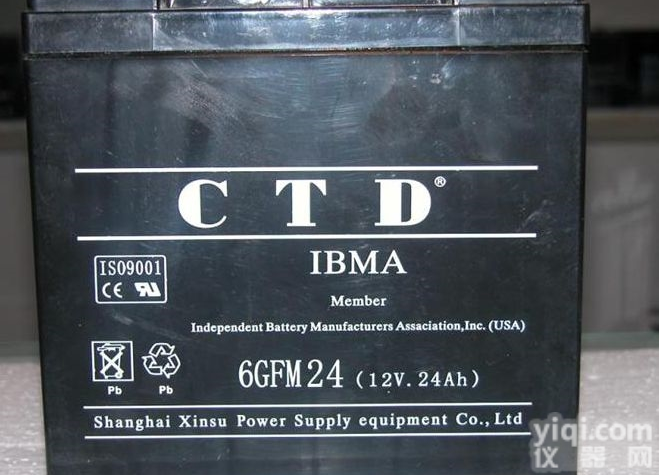 CTD®
IBMA
ISO9001
CE UR
Member
Independent Battery Manufacturers Assaciation,Inc. (USA)
6GFM24 (12V. 24Ah)
Pb Pb
Shanghai Xinsu Power Supply equipment Co., Ltd
yiqi.com
仪器网